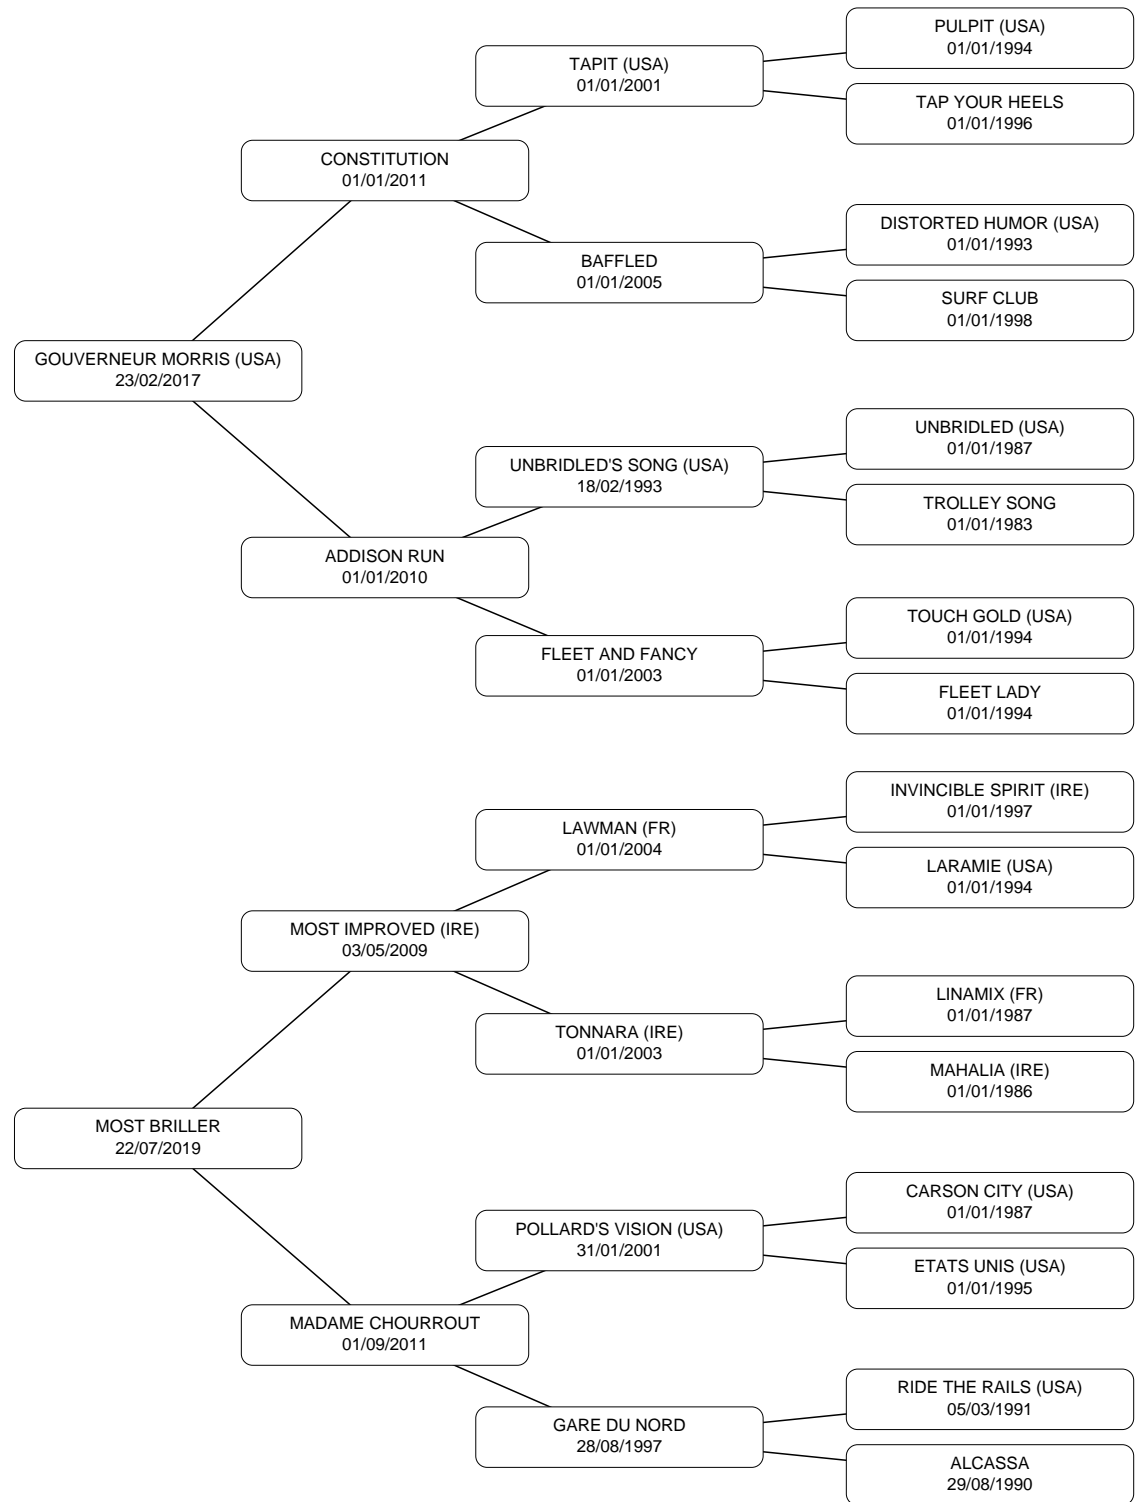 PULPIT (USA)
01/01/1994
TAPIT (USA)
01/01/2001
TAP YOUR HEELS
01/01/1996
CONSTITUTION
01/01/2011
DISTORTED HUMOR (USA)
01/01/1993
BAFFLED
01/01/2005
SURF CLUB
01/01/1998
GOUVERNEUR MORRIS (USA)
23/02/2017
UNBRIDLED (USA)
01/01/1987
UNBRIDLED'S SONG (USA)
18/02/1993
TROLLEY SONG
01/01/1983
ADDISON RUN
01/01/2010
TOUCH GOLD (USA)
01/01/1994
FLEET AND FANCY
01/01/2003
FLEET LADY
01/01/1994
INVINCIBLE SPIRIT (IRE)
01/01/1997
LAWMAN (FR)
01/01/2004
LARAMIE (USA)
01/01/1994
MOST IMPROVED (IRE)
03/05/2009
LINAMIX (FR)
01/01/1987
TONNARA (IRE)
01/01/2003
MAHALIA (IRE)
01/01/1986
MOST BRILLER
22/07/2019
CARSON CITY (USA)
01/01/1987
POLLARD'S VISION (USA)
31/01/2001
ETATS UNIS (USA)
01/01/1995
MADAME CHOURROUT
01/09/2011
RIDE THE RAILS (USA)
05/03/1991
GARE DU NORD
28/08/1997
ALCASSA
29/08/1990